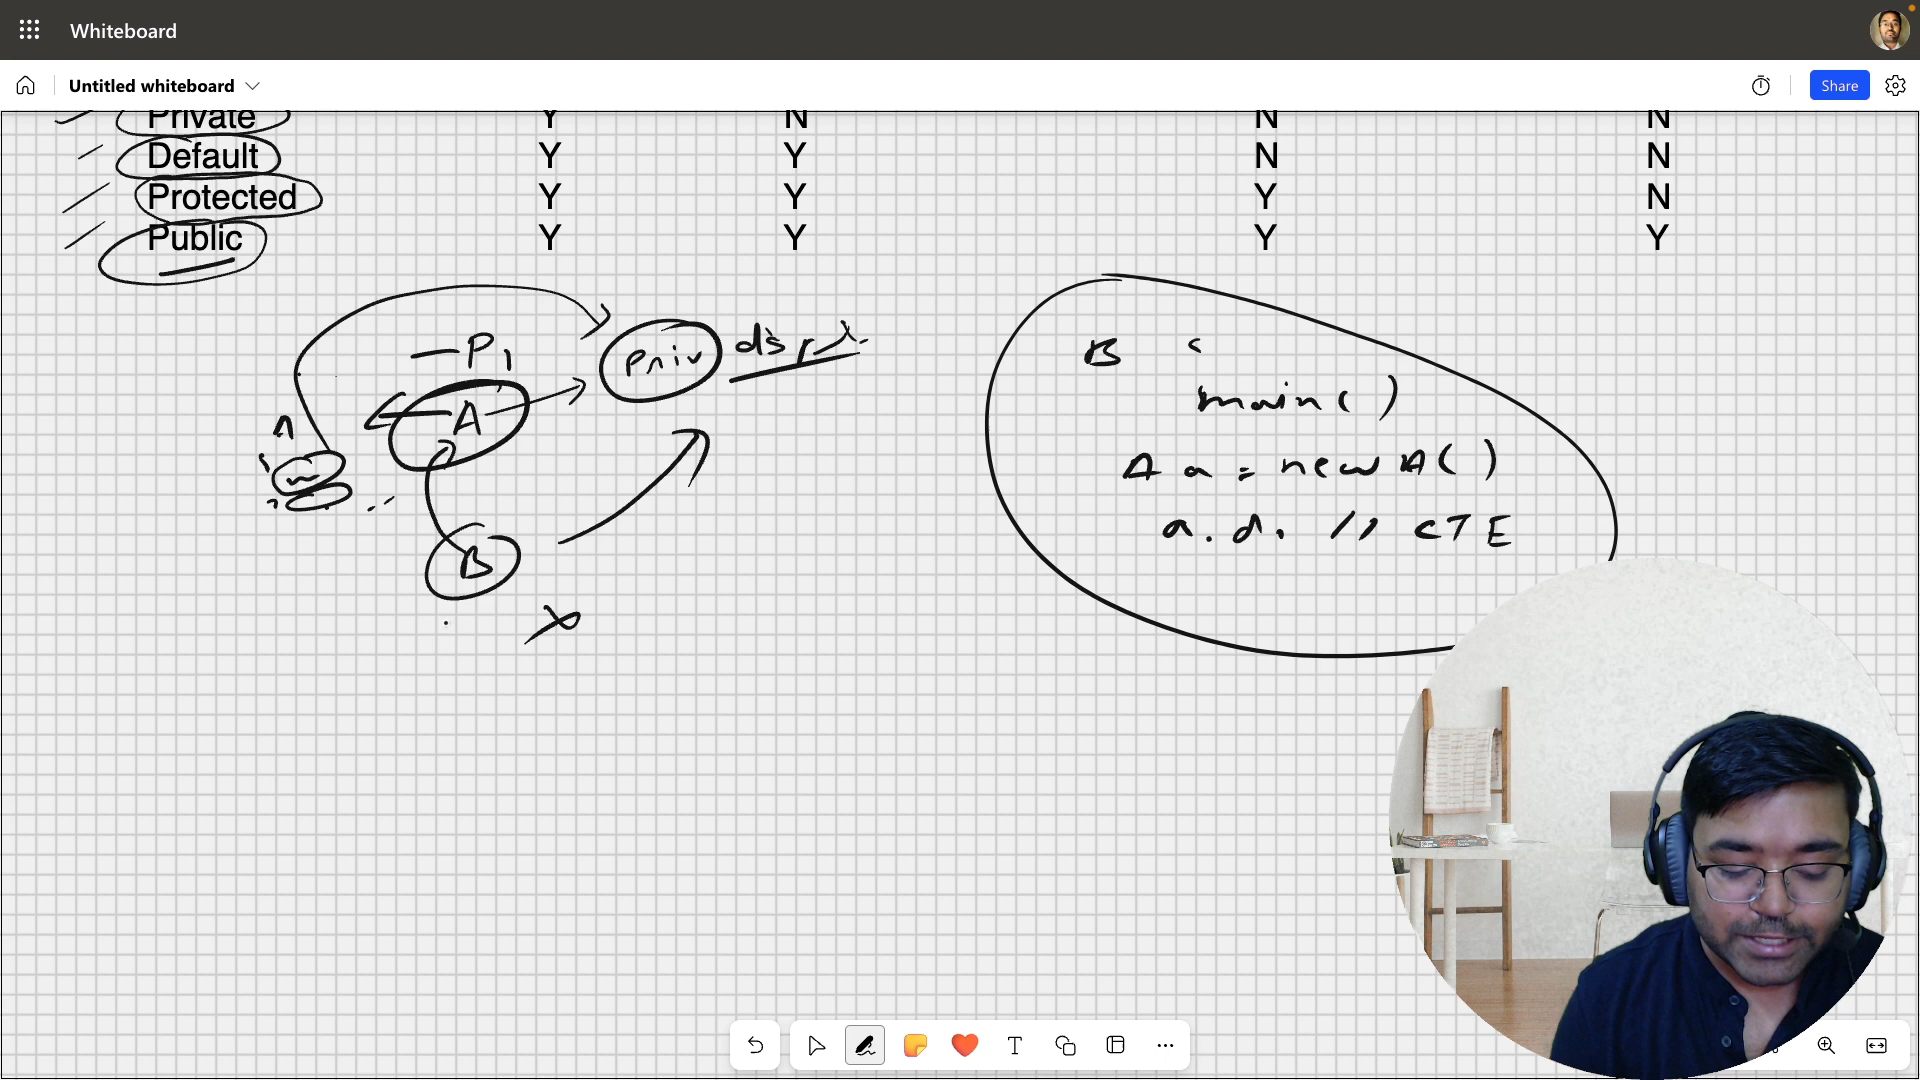 Whiteboard
Untitled whiteboard
Share
Private Y N N N
Default Y Y N N
Protected Y Y Y N
Public Y Y Y Y
P1
Priv
A
B
B
main()
A a = new A()
a.d. // CTE
T